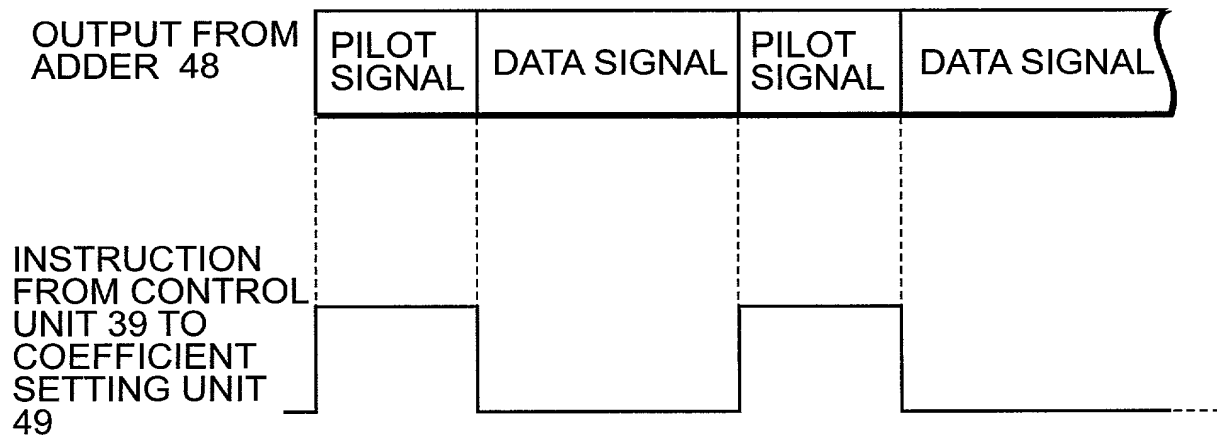 OUTPUT FROM
ADDER 48
PILOT
SIGNAL
DATA SIGNAL
PILOT
SIGNAL
DATA SIGNAL
INSTRUCTION
FROM CONTROL
UNIT 39 TO
COEFFICIENT
SETTING UNIT
49